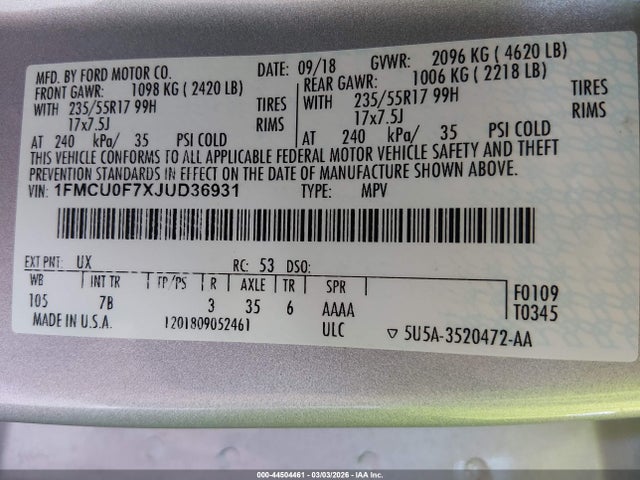 MFD. BY FORD MOTOR CO. DATE: 09/18 GVWR: 2096 KG ( 4620 LB)
FRONT GAWR: 1098 KG ( 2420 LB) REAR GAWR: 1006 KG ( 2218 LB)
WITH 235/55R17 99H TIRES WITH 235/55R17 99H TIRES
17x7.5J RIMS 17x7.5J RIMS
AT 240 kPa/ 35 PSI COLD AT 240 kPa/ 35 PSI COLD
THIS VEHICLE CONFORMS TO ALL APPLICABLE FEDERAL MOTOR VEHICLE SAFETY AND THEFT
PREVENTION STANDARDS IN EFFECT ON THE DATE OF MANUFACTURE SHOWN ABOVE.
VIN: 1FMCU0F7XJUD36931 TYPE: MPV
EXT PNT: UX RC: 53 DSO:
WB INT TR TP/PS R AXLE TR SPR
105 7B 3 35 6 AAAA F0109
T0345
MADE IN U.S.A. 1201809052461 ULC ▽ 5U5A-3520472-AA
000-44504461 - 03/03/2026 - IAA Inc.